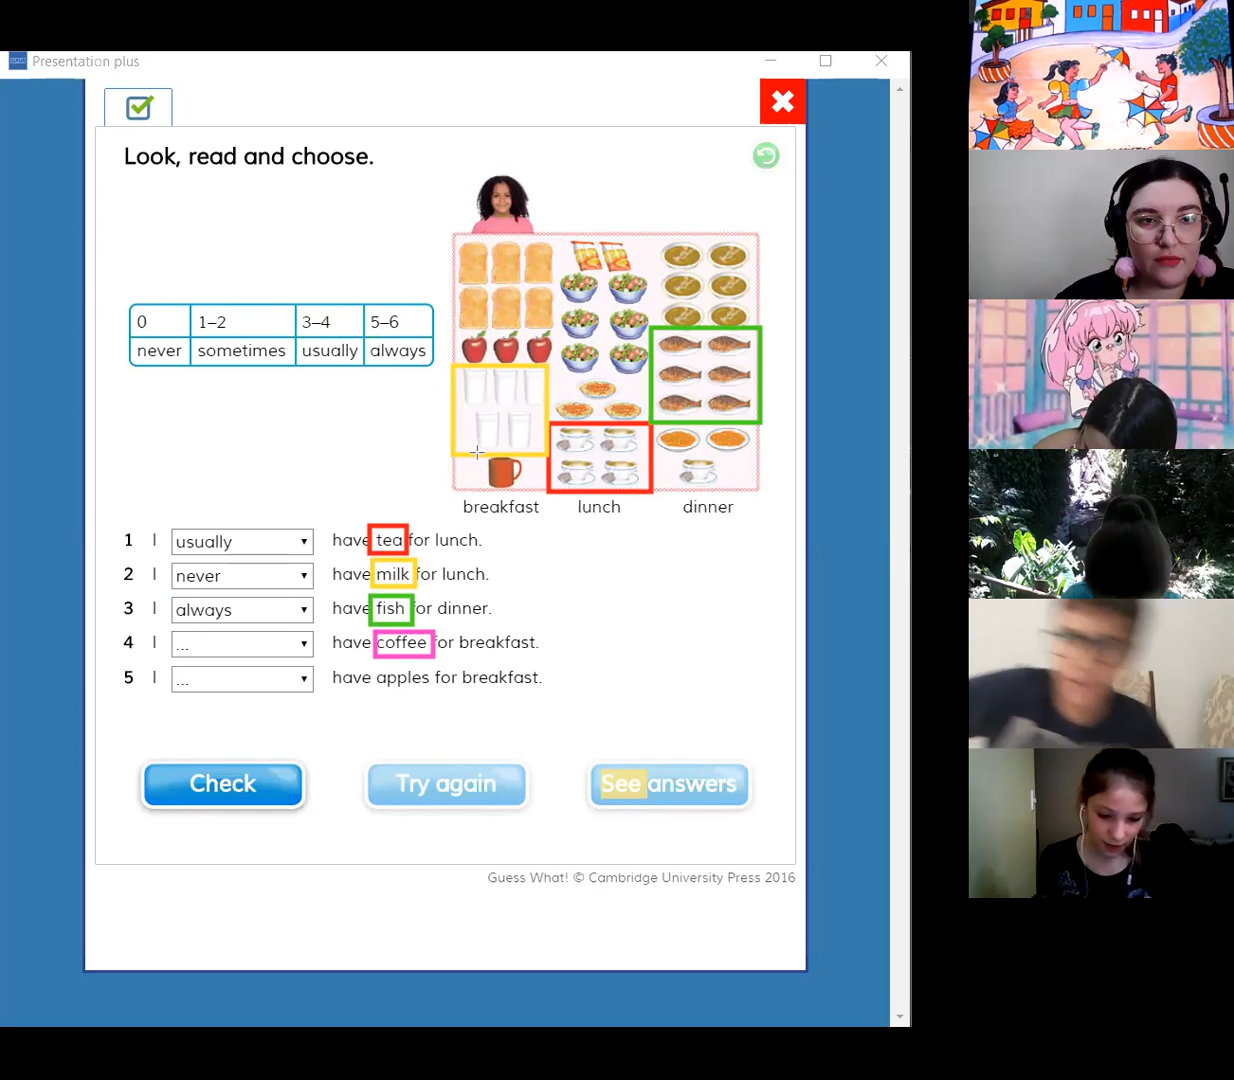 Presentation plus
Look, read and choose.
0 1–2 3–4 5–6
never sometimes usually always
breakfast lunch dinner
1 I usually have tea for lunch.
2 I never have milk for lunch.
3 I always have fish for dinner.
4 I ... have coffee for breakfast.
5 I ... have apples for breakfast.
Check Try again See answers
Guess What! © Cambridge University Press 2016